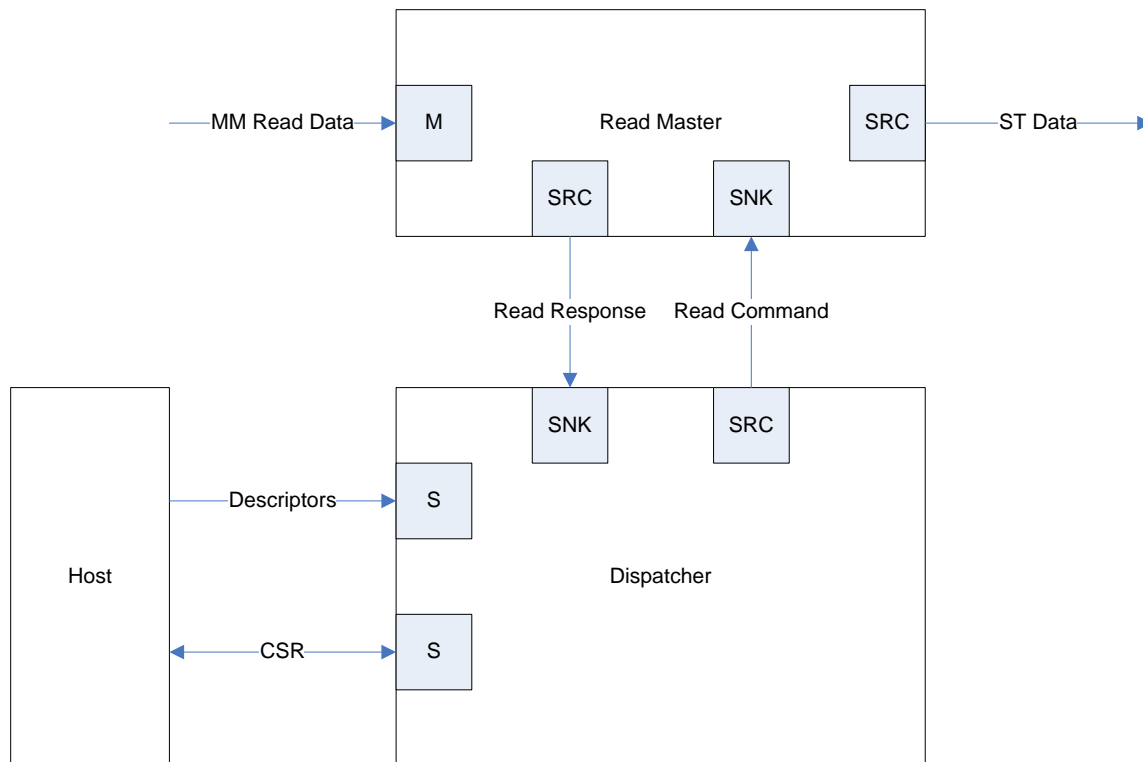 MM Read Data
M
Read Master
SRC
ST Data
SRC
SNK
Read Response
Read Command
SNK
SRC
Descriptors
S
Host
Dispatcher
CSR
S